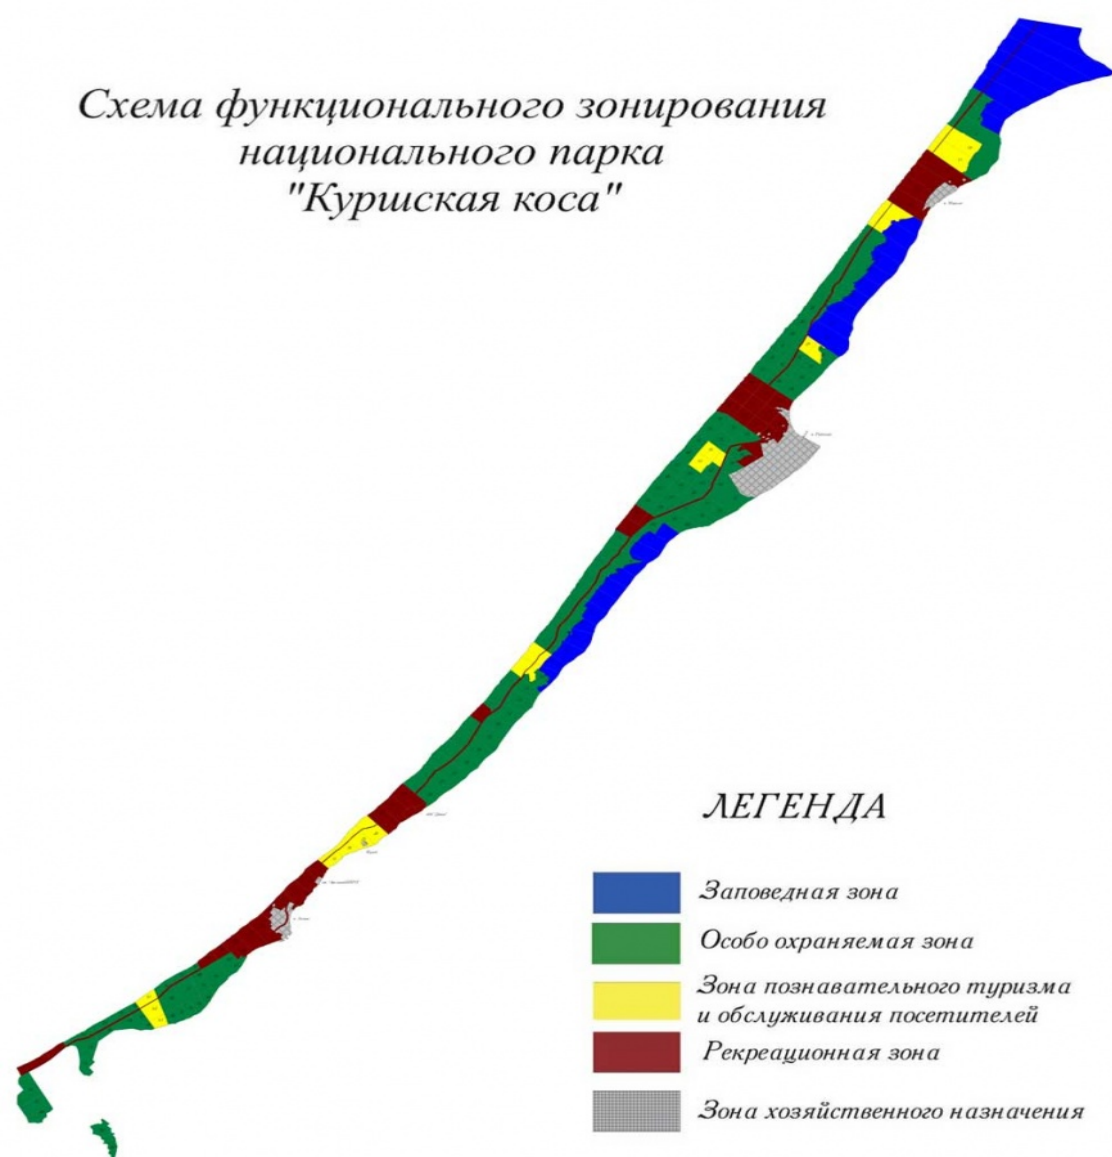 Схема функционального зонирования
национального парка
"Куршская коса"
ЛЕГЕНДА
Заповедная зона
Особо охраняемая зона
Зона познавательного туризма
и обслуживания посетителей
Рекреационная зона
Зона хозяйственного назначения